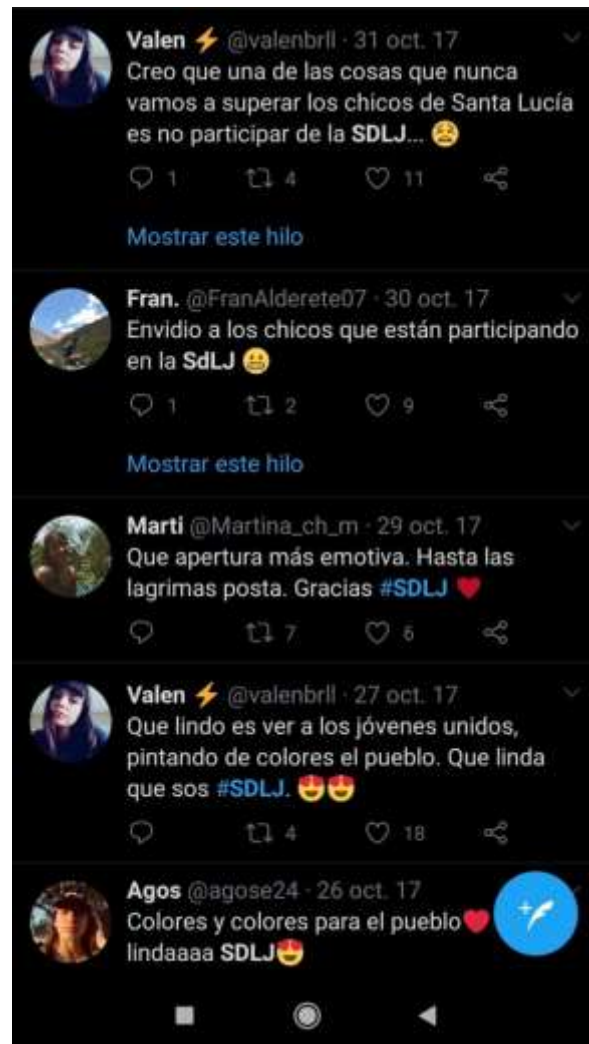 Valen ⚡ @valenbrll · 31 oct. 17
Creo que una de las cosas que nunca
vamos a superar los chicos de Santa Lucía
es no participar de la SDLJ... 😩
1 4 11
Mostrar este hilo
Fran. @FranAlderete07 · 30 oct. 17
Envidio a los chicos que están participando
en la SdLJ 😬
1 2 9
Mostrar este hilo
Marti @Martina_ch_m · 29 oct. 17
Que apertura más emotiva. Hasta las
lagrimas posta. Gracias #SDLJ ♥
7 6
Valen ⚡ @valenbrll · 27 oct. 17
Que lindo es ver a los jóvenes unidos,
pintando de colores el pueblo. Que linda
que sos #SDLJ. 😍😍
4 18
Agos @agose24 · 26 oct. 17
Colores y colores para el pueblo❤
lindaaaa SDLJ😍